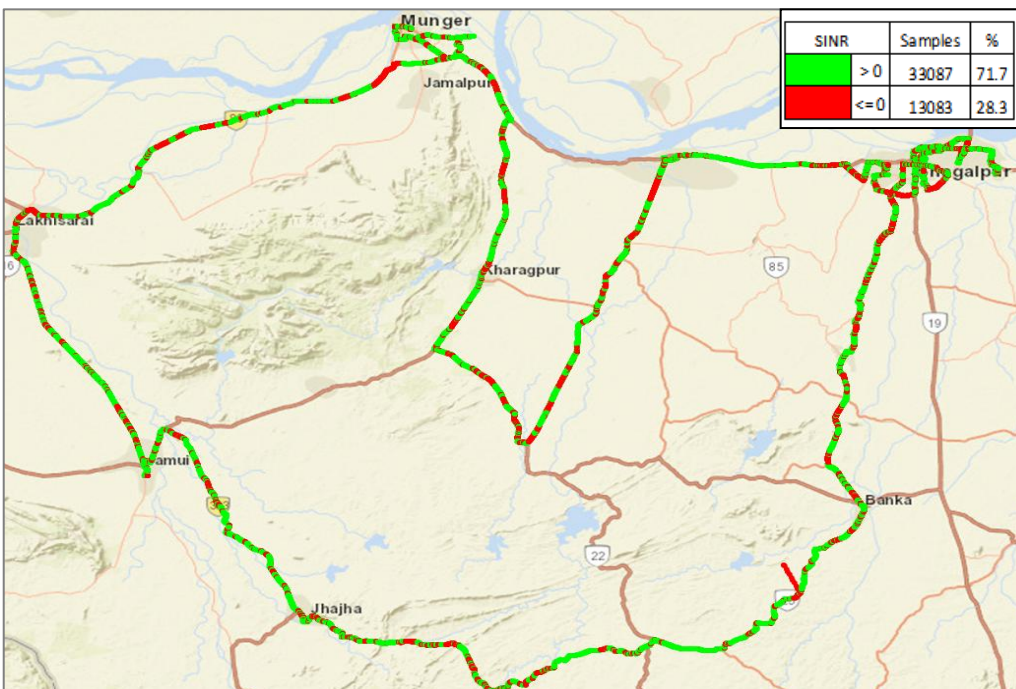 Munger
SINR Samples %
> 0 33087 71.7
<=0 13083 28.3
Jamalpur
Lakhisarai
85
Kharagpur
19
Jamui
Banka
22
Jhajha